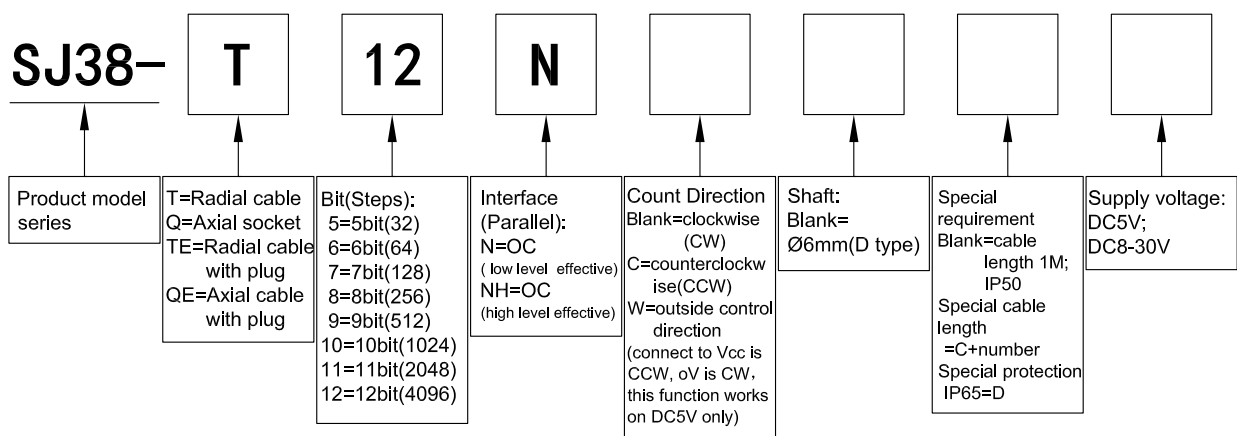 SJ38-
T
12
N
Product model
series
T=Radial cable
Q=Axial socket
TE=Radial cable
with plug
QE=Axial cable
with plug
Bit(Steps):
5=5bit(32)
6=6bit(64)
7=7bit(128)
8=8bit(256)
9=9bit(512)
10=10bit(1024)
11=11bit(2048)
12=12bit(4096)
Interface
(Parallel):
N=OC
( low level effective)
NH=OC
(high level effective)
Count Direction
Blank=clockwise
(CW)
C=counterclockw
ise(CCW)
W=outside control
direction
(connect to Vcc is
CCW, oV is CW,
this function works
on DC5V only)
Shaft:
Blank=
Ø6mm(D type)
Special
requirement
Blank=cable
length 1M;
IP50
Special cable
length
=C+number
Special protection
IP65=D
Supply voltage:
DC5V;
DC8-30V